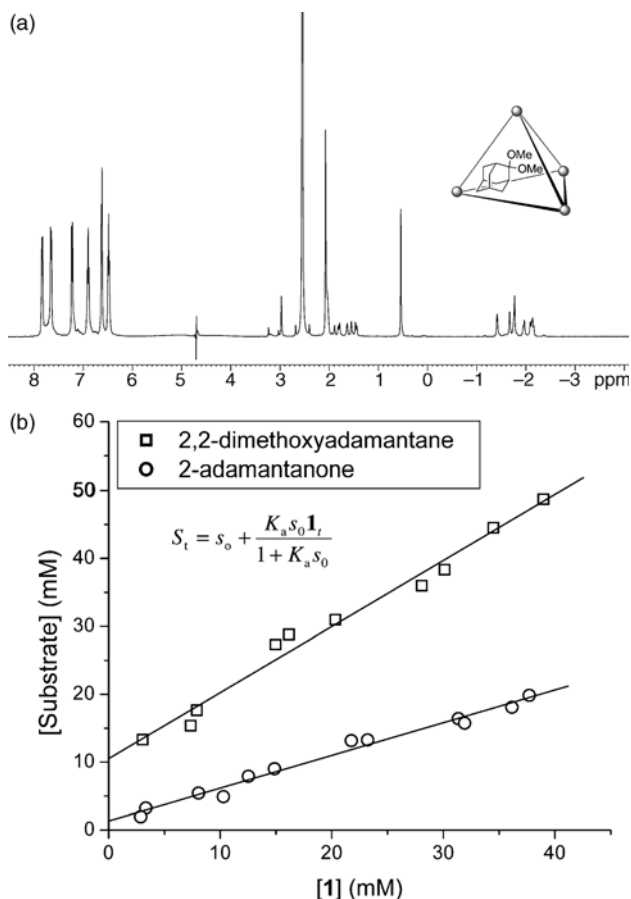 (a)
OMe
OMe
8 7 6 5 4 3 2 1 0 −1 −2 −3 ppm
(b)
60
50
40
30
20
10
0
[Substrate] (mM)
2,2-dimethoxyadamantane
2-adamantanone
S_t = s_o + K_a s_0 1_t / 1 + K_a s_0
0 10 20 30 40
[1] (mM)